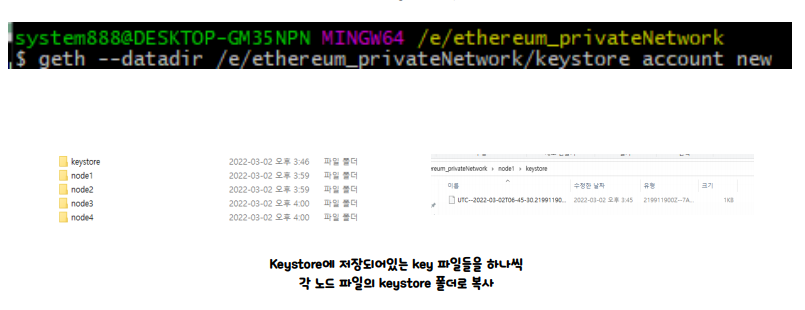 system888@DESKTOP-GM35NPN MINGW64 /e/ethereum_privateNetwork
$ geth --datadir /e/ethereum_privateNetwork/keystore account new
keystore 2022-03-02 오후 3:46 파일 폴더
node1 2022-03-02 오후 3:59 파일 폴더
node2 2022-03-02 오후 3:59 파일 폴더
node3 2022-03-02 오후 4:00 파일 폴더
node4 2022-03-02 오후 4:00 파일 폴더
reum_privateNetwork › node1 › keystore
이름 수정한 날짜 유형 크기
UTC--2022-03-02T06-45-30.21991190... 2022-03-02 오후 3:45 2199119002--7A... 1KB
Keystore에 저장되어있는 key 파일들을 하나씩
각 노드 파일의 keystore 폴더로 복사